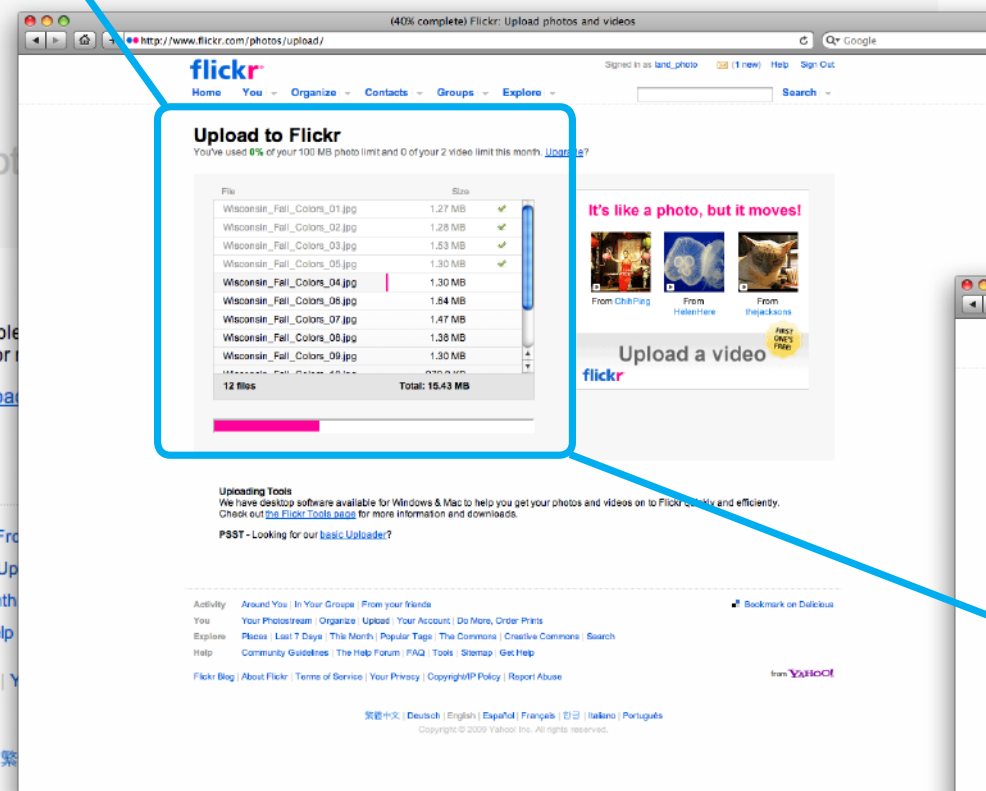 (40% complete) Flickr: Upload photos and videos
http://www.flickr.com/photos/upload/
Google
flickr
Signed in as land_photo (1 new) Help Sign Out
Home You Organize Contacts Groups Explore Search
Upload to Flickr
You've used 0% of your 100 MB photo limit and 0 of your 2 video limit this month. Upgrade?
File Size
Wisconsin_Fall_Colors_01.jpg 1.27 MB
Wisconsin_Fall_Colors_02.jpg 1.28 MB
Wisconsin_Fall_Colors_03.jpg 1.53 MB
Wisconsin_Fall_Colors_05.jpg 1.30 MB
Wisconsin_Fall_Colors_04.jpg 1.30 MB
Wisconsin_Fall_Colors_06.jpg 1.64 MB
Wisconsin_Fall_Colors_07.jpg 1.47 MB
Wisconsin_Fall_Colors_08.jpg 1.38 MB
Wisconsin_Fall_Colors_09.jpg 1.30 MB
12 files Total: 15.43 MB
It's like a photo, but it moves!
From ChihPing
From HelenHere
From thejacksons
FIRST
ONE'S
FREE!
Upload a video
flickr
Uploading Tools
We have desktop software available for Windows & Mac to help you get your photos and videos on to Flickr quickly and efficiently.
Check out the Flickr Tools page for more information and downloads.
PSST - Looking for our basic Uploader?
Activity Around You | In Your Groups | From your friends
Bookmark on Delicious
You Your Photostream | Organize | Upload | Your Account | Do More, Order Prints
Explore Places | Last 7 Days | This Month | Popular Tags | The Commons | Creative Commons | Search
Help Community Guidelines | The Help Forum | FAQ | Tools | Sitemap | Get Help
Flickr Blog | About Flickr | Terms of Service | Your Privacy | Copyright/IP Policy | Report Abuse
from YAHOO!
繁體中文 | Deutsch | English | Español | Français | 한글 | Italiano | Português
Copyright © 2009 Yahoo! Inc. All rights reserved.